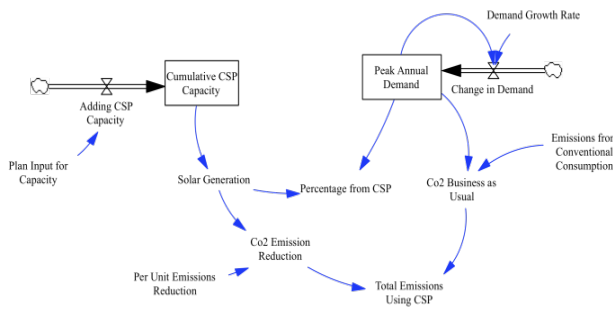 Demand Growth Rate
Cumulative CSP
Capacity
Peak Annual
Demand
Adding CSP
Capacity
Change in Demand
Plan Input for
Capacity
Emissions from
Conventional
Consumption
Solar Generation
Percentage from CSP
Co2 Business as
Usual
Co2 Emission
Reduction
Per Unit Emissions
Reduction
Total Emissions
Using CSP